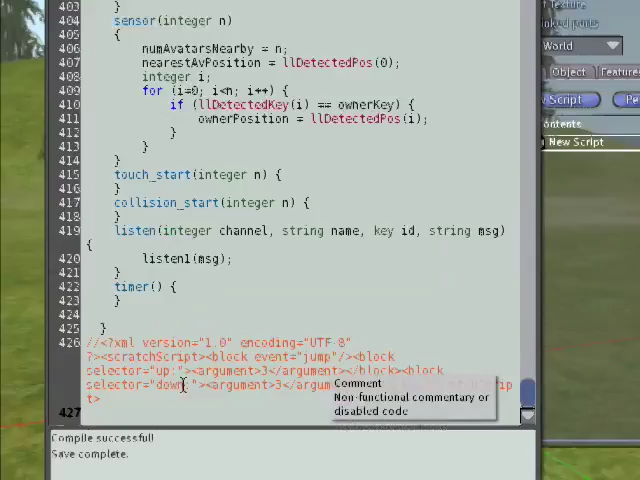 403 }
404 sensor(integer n)
405 {
406 numAvatarsNearby = n;
407 nearestAvPosition = llDetectedPos(0);
408 integer i;
409 for (i=0; i<n; i++) {
410 if (llDetectedKey(i) == ownerKey) {
411 ownerPosition = llDetectedPos(i);
412 }
413 }
414 }
415 touch_start(integer n) {
416 }
417 collision_start(integer n) {
418 }
419 listen(integer channel, string name, key id, string msg)
{
420 listen1(msg);
421 }
422 timer() {
423 }
424
425 }
426 //<?xml version="1.0" encoding="UTF-8"
?><scratchScript><block event="jump"/><block
selector="up:"><argument>3</argument></block><block
selector="down:"><argument>3</argum
t>
427
Comment
Non-functional commentary or
disabled code
Compile successful!
Save complete.
Texture
linked parts
World
Object
Features
Script
ontents
New Script